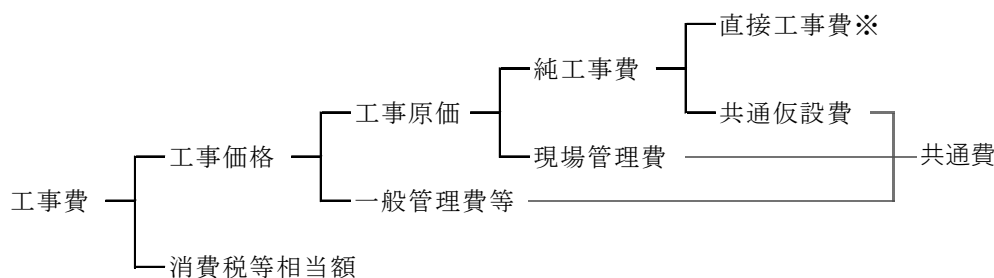 直接工事費※
純工事費
工事原価
共通仮設費
工事価格
現場管理費
共通費
工事費
一般管理費等
消費税等相当額